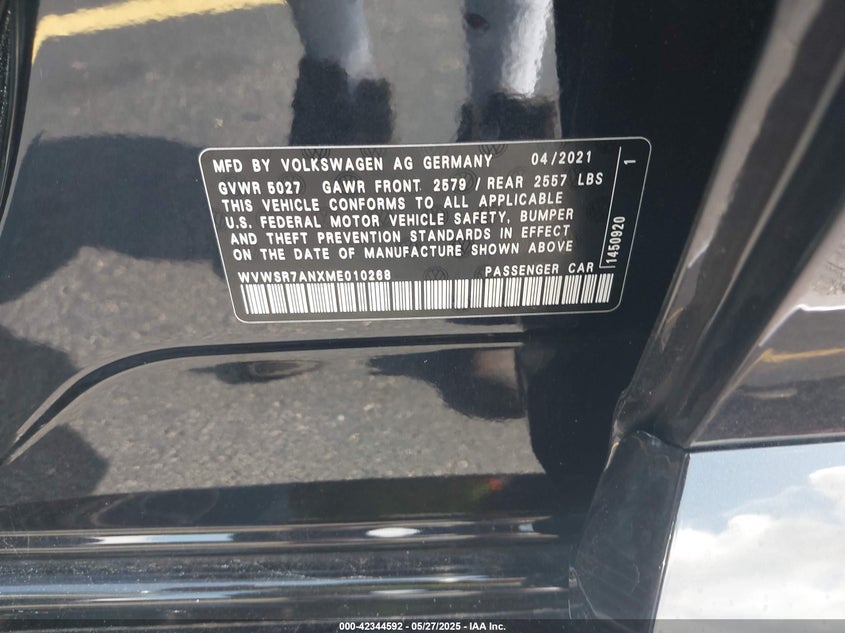 MFD BY VOLKSWAGEN AG GERMANY 04/2021
GVWR 5027 GAWR FRONT 2579 / REAR 2557 LBS
THIS VEHICLE CONFORMS TO ALL APPLICABLE
U.S. FEDERAL MOTOR VEHICLE SAFETY, BUMPER
AND THEFT PREVENTION STANDARDS IN EFFECT
ON THE DATE OF MANUFACTURE SHOWN ABOVE
WVWSR7ANXME010268 PASSENGER CAR
1450920 1
000-42344592 - 05/27/2025 - IAA Inc.